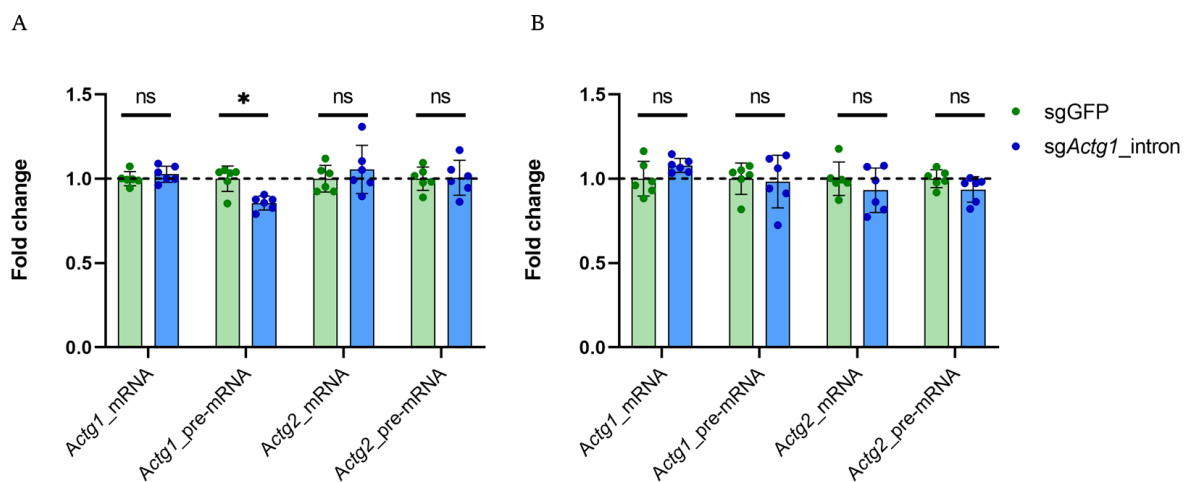 A
B
Fold change
1.5
1.0
0.5
0.0
ns
*
ns
ns
Actg1_mRNA
Actg1_pre-mRNA
Actg2_mRNA
Actg2_pre-mRNA
Fold change
1.5
1.0
0.5
0.0
ns
ns
ns
ns
Actg1_mRNA
Actg1_pre-mRNA
Actg2_mRNA
Actg2_pre-mRNA
sgGFP
sgActg1_intron